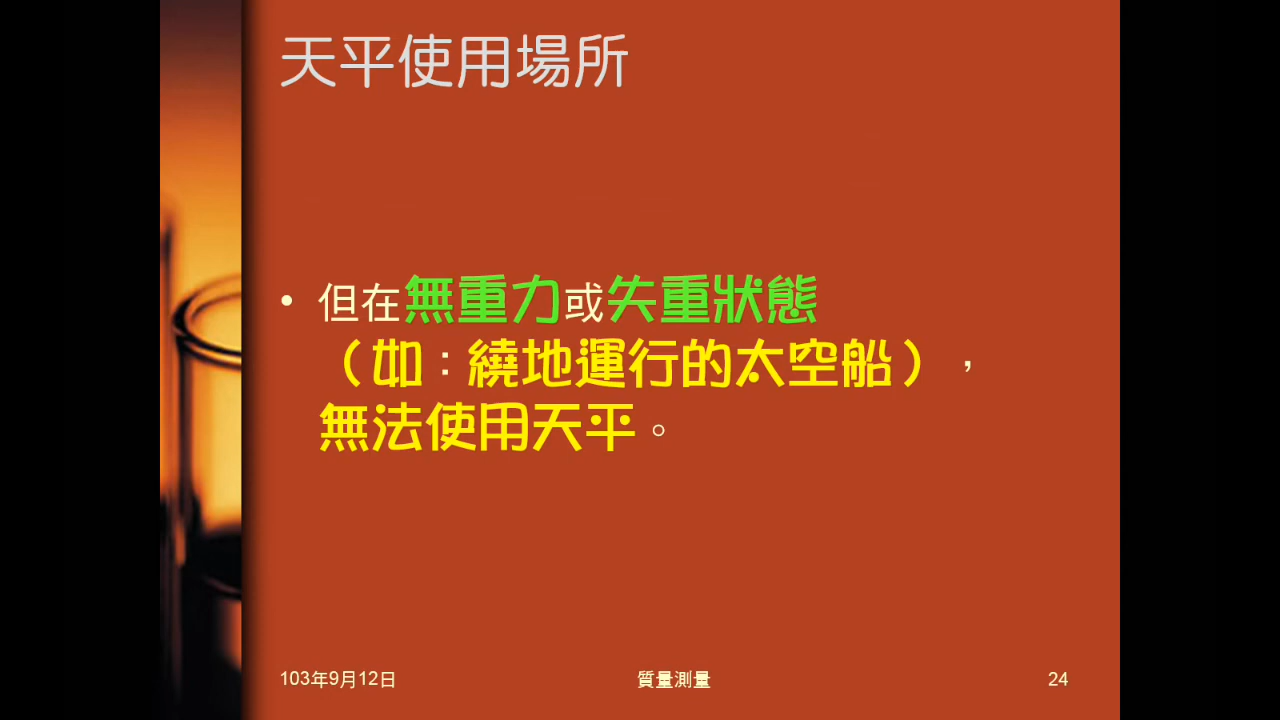 天平使用場所
• 但在無重力或失重狀態
（如：繞地運行的太空船），
無法使用天平。
103年9月12日
質量測量
24